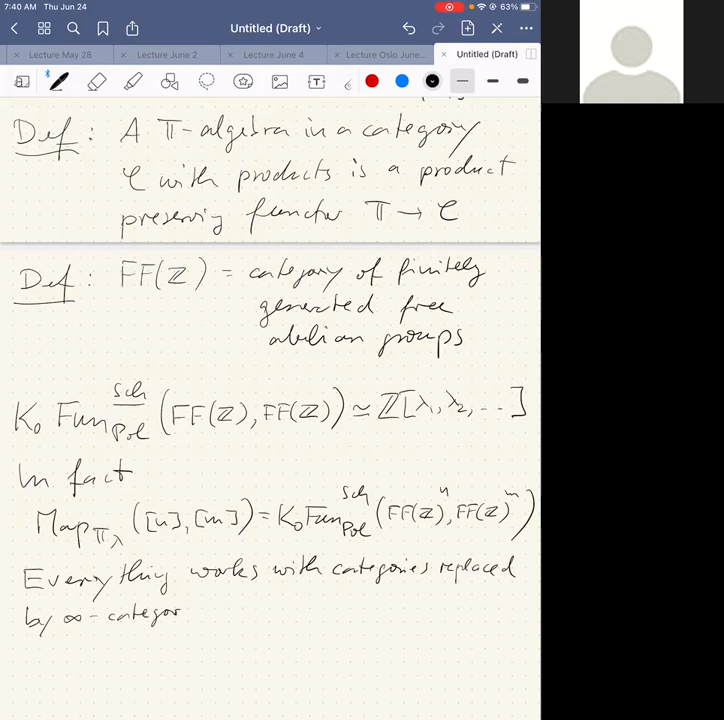 7:40 AM Thu Jun 24
63%
Untitled (Draft)
Lecture May 28
Lecture June 2
Lecture June 4
Lecture Oslo June...
Untitled (Draft)
Def : A 𝕋-algebra in a category
𝒞 with products is a product
preserving functor 𝕋 → 𝒞
Def : FF(ℤ) = category of finitely
generated free
abelian groups
K₀ Fun^{sch}_{Pol} (FF(ℤ), FF(ℤ)) ≃ ℤ[λ₁, λ₂, ...]
In fact
Map_{𝕋_λ} ([n], [m]) = K₀ Fun^{sch}_{Pol} (FF(ℤ)^n, FF(ℤ)^m)
Everything works with categories replaced
by ∞-categor